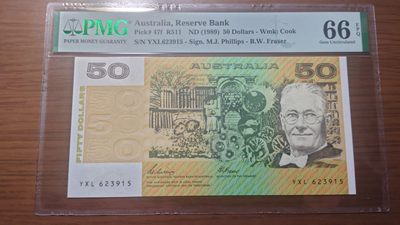 PMG
PAPER MONEY GUARANTY
Australia, Reserve Bank
Pick# 47f R511 ND (1989) 50 Dollars - Wmk: Cook
S/N YXL623915 - Sign. M.J. Phillips - B.W. Fraser
66 EPQ
Gem Uncirculated
50
AUSTRALIA
50
FIFTY DOLLARS
YXL 623915
YXL 623915